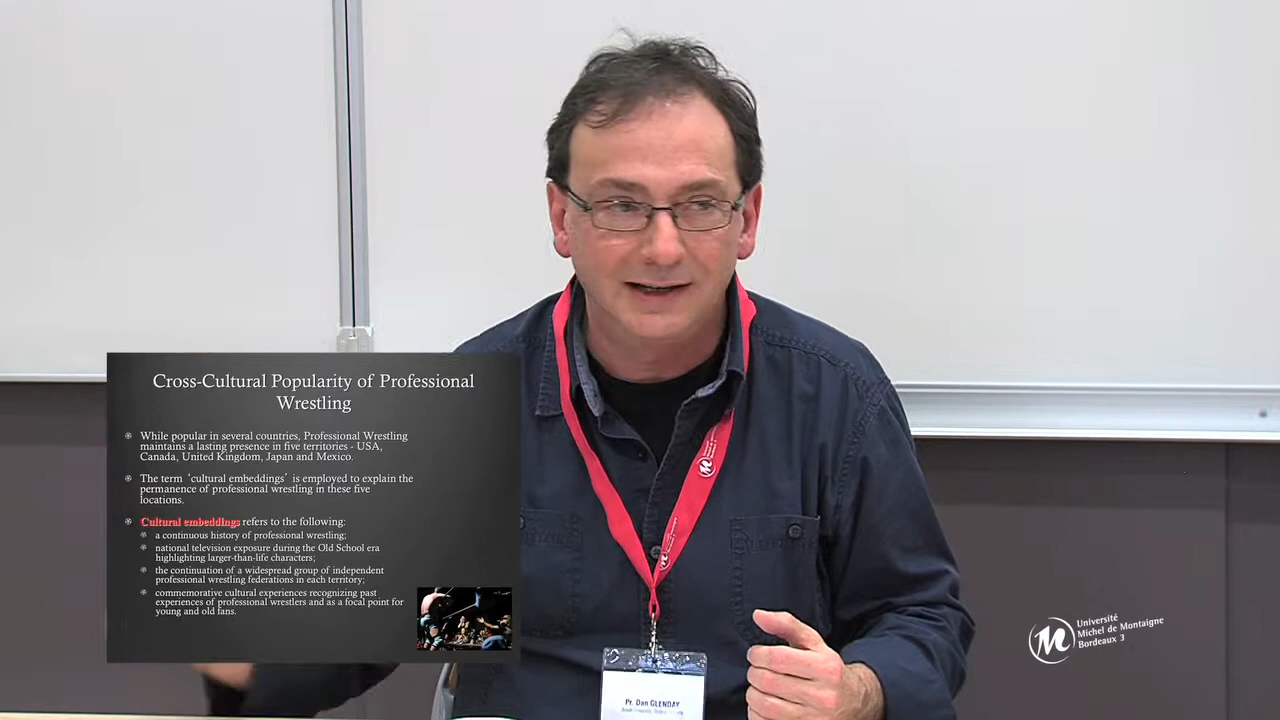 Cross-Cultural Popularity of Professional
Wrestling
While popular in several countries, Professional Wrestling
maintains a lasting presence in five territories - USA,
Canada, United Kingdom, Japan and Mexico.
The term ‘cultural embeddings’ is employed to explain the
permanence of professional wrestling in these five
locations.
Cultural embeddings refers to the following:
a continuous history of professional wrestling;
national television exposure during the Old School era
highlighting larger-than-life characters;
the continuation of a widespread group of independent
professional wrestling federations in each territory;
commemorative cultural experiences recognizing past
experiences of professional wrestlers and as a focal point for
young and old fans.
Pr. Dan GLENDAY
Université
Michel de Montaigne
Bordeaux 3